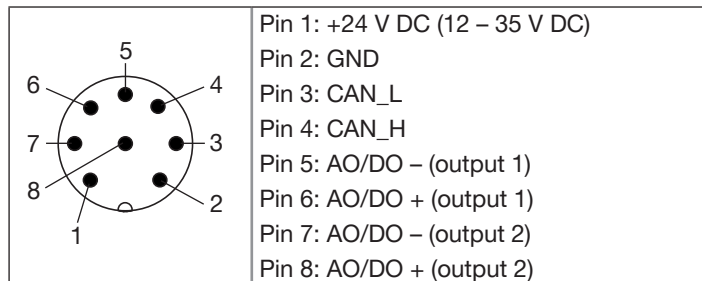 5
6
4
7
3
8
2
1
Pin 1: +24 V DC (12 – 35 V DC)
Pin 2: GND
Pin 3: CAN_L
Pin 4: CAN_H
Pin 5: AO/DO – (output 1)
Pin 6: AO/DO + (output 1)
Pin 7: AO/DO – (output 2)
Pin 8: AO/DO + (output 2)